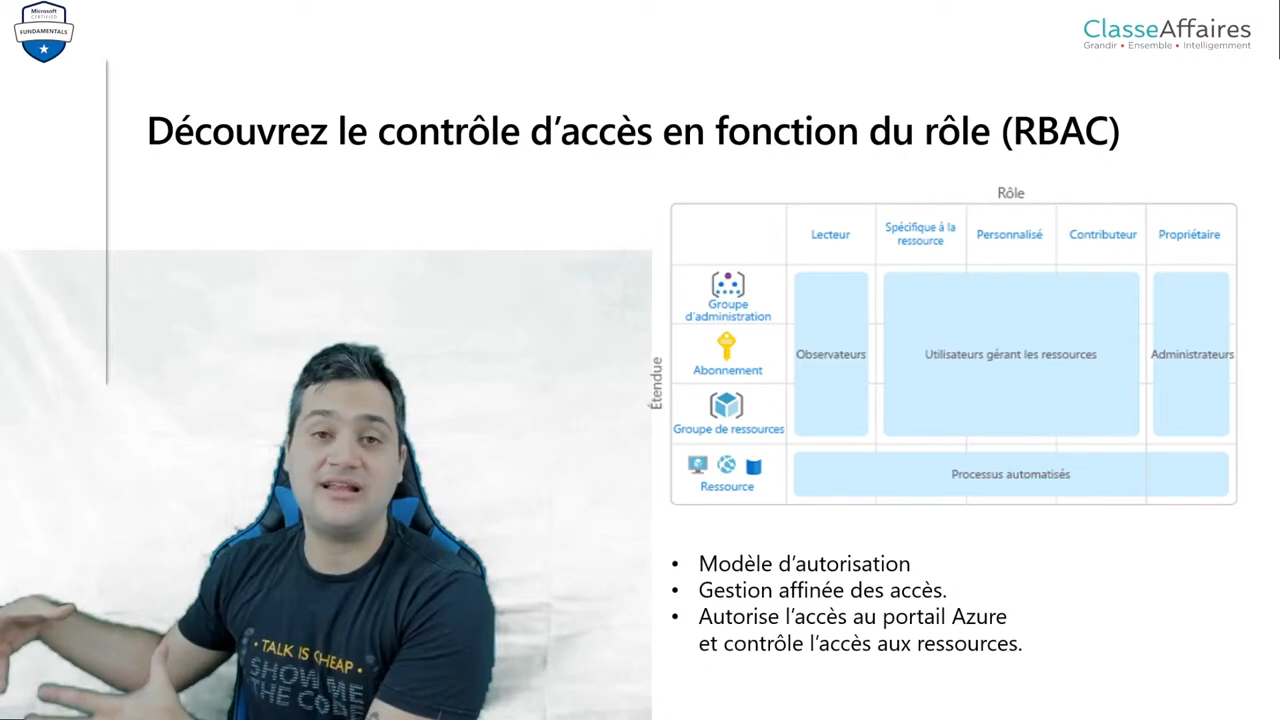 Microsoft
CERTIFIED
FUNDAMENTALS
ClasseAffaires
Grandir • Ensemble • Intelligemment
Découvrez le contrôle d’accès en fonction du rôle (RBAC)
Rôle
Lecteur
Spécifique à la
ressource
Personnalisé
Contributeur
Propriétaire
Étendue
Groupe
d’administration
Abonnement
Groupe de ressources
Ressource
Observateurs
Utilisateurs gérant les ressources
Administrateurs
Processus automatisés
• Modèle d’autorisation
• Gestion affinée des accès.
• Autorise l’accès au portail Azure
et contrôle l’accès aux ressources.
• TALK IS CHEAP •
SHOW ME
THE CODE